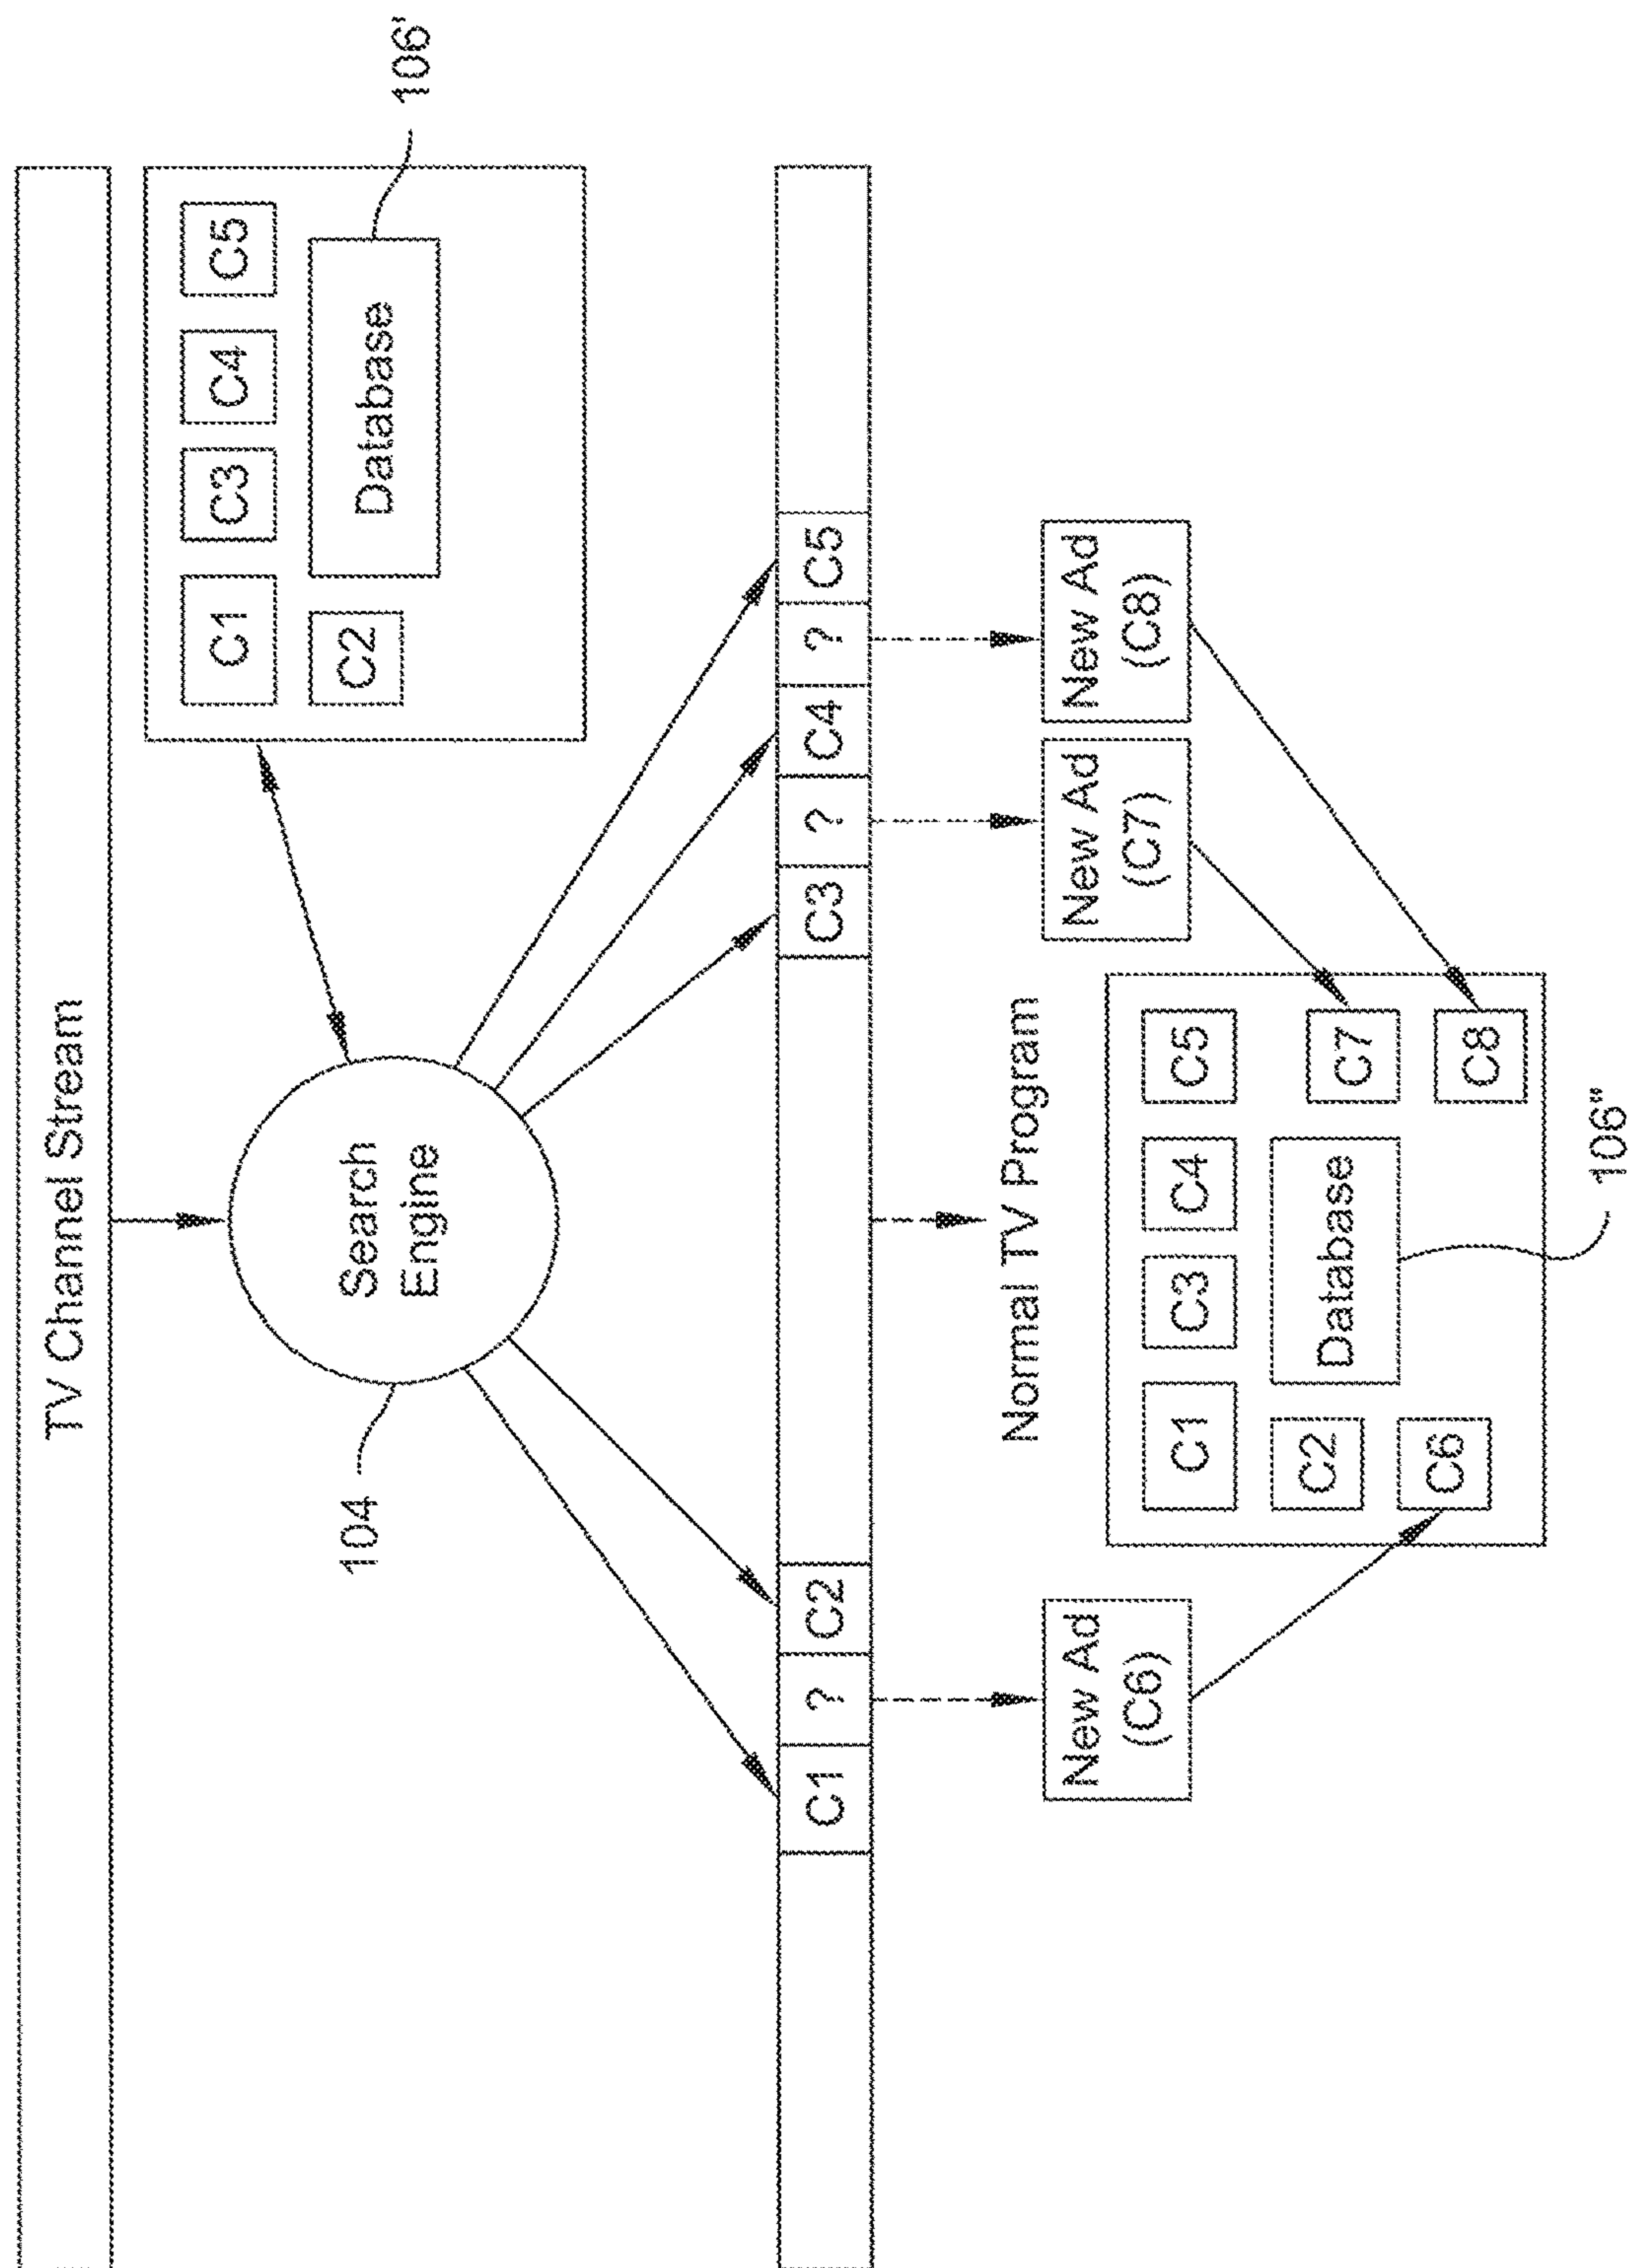 TV Channel Stream
104
Search
Engine
C1
C3
C4
C5
C2
Database
106'
C1
?
C2
C3
?
C4
?
C5
Normal TV Program
New Ad
(C6)
New Ad
(C7)
New Ad
(C8)
C1
C3
C4
C5
C2
Database
C7
C6
C8
106"